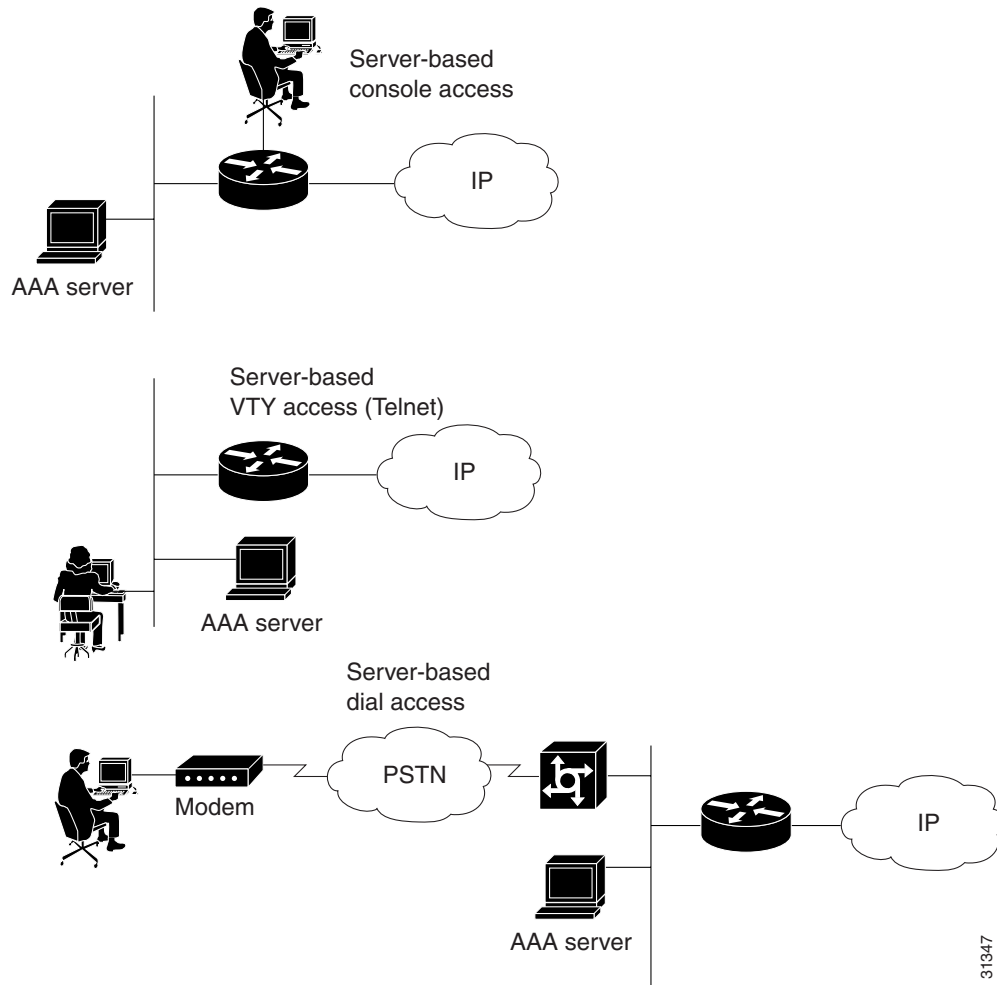 Server-based
console access
IP
AAA server
Server-based
VTY access (Telnet)
IP
AAA server
Server-based
dial access
PSTN
Modem
IP
AAA server
31347